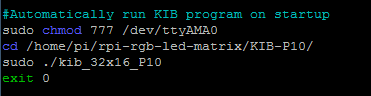 #Automatically run KIB program on startup
sudo chmod 777 /dev/ttyAMA0
cd /home/pi/rpi-rgb-led-matrix/KIB-P10/
sudo ./kib_32x16_P10
exit 0